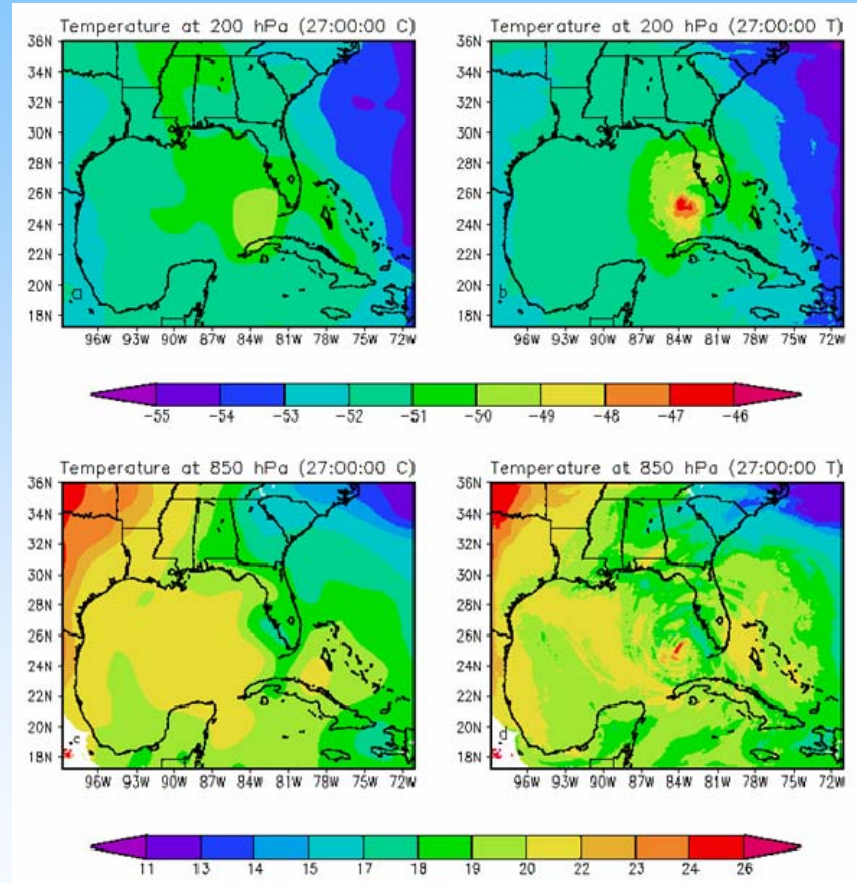 Temperature at 200 hPa (27:00:00 C)
Temperature at 200 hPa (27:00:00 T)
36N
34N
32N
30N
28N
26N
24N
22N
20N
18N
a
96W 93W 90W 87W 84W 81W 78W 75W 72W
36N
34N
32N
30N
28N
26N
24N
22N
20N
18N
b
96W 93W 90W 87W 84W 81W 78W 75W 72W
-55 -54 -53 -52 -51 -50 -49 -48 -47 -46
Temperature at 850 hPa (27:00:00 C)
Temperature at 850 hPa (27:00:00 T)
36N
34N
32N
30N
28N
26N
24N
22N
20N
18N
c
96W 93W 90W 87W 84W 81W 78W 75W 72W
36N
34N
32N
30N
28N
26N
24N
22N
20N
18N
d
96W 93W 90W 87W 84W 81W 78W 75W 72W
11 13 14 15 17 18 19 20 22 23 24 26